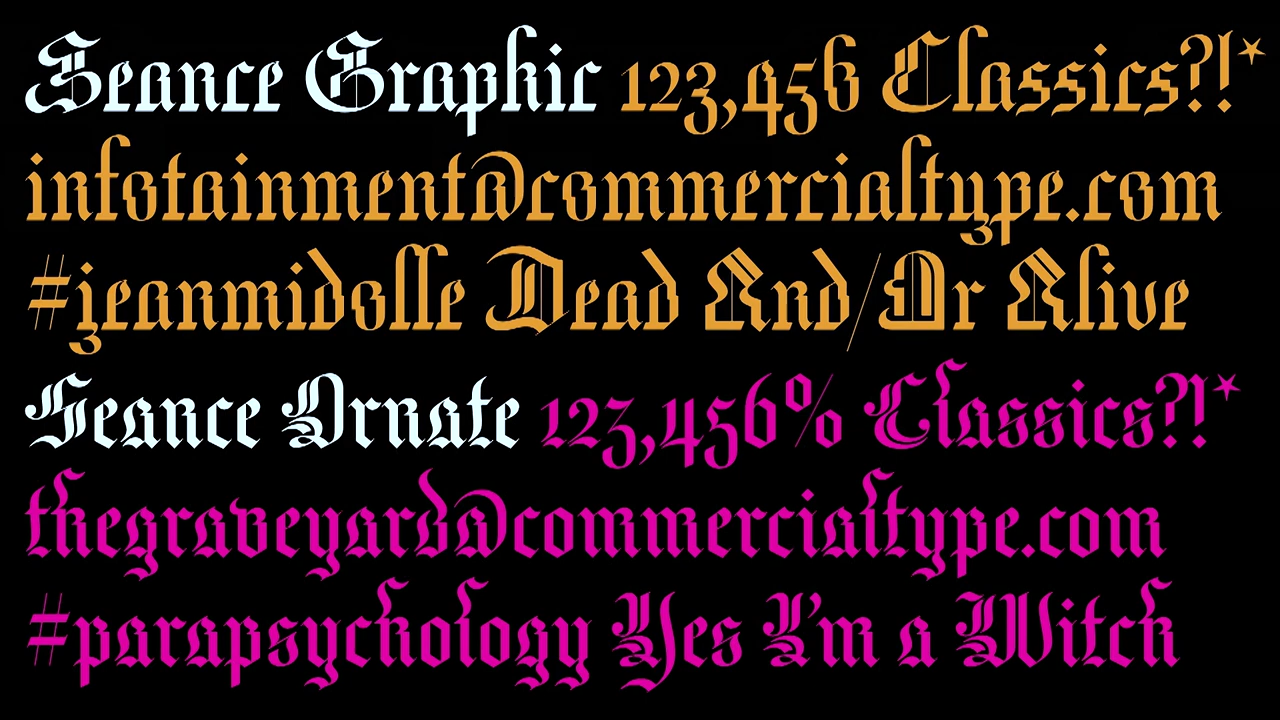 Seance Graphic 123,456 Classics?!*
infotainment@commercialtype.com
#jeanmidolle Dead And/Or Alive
Seance Ornate 123,456% Classics?!*
thegraveyard@commercialtype.com
#parapsychology Yes I'm a Witch